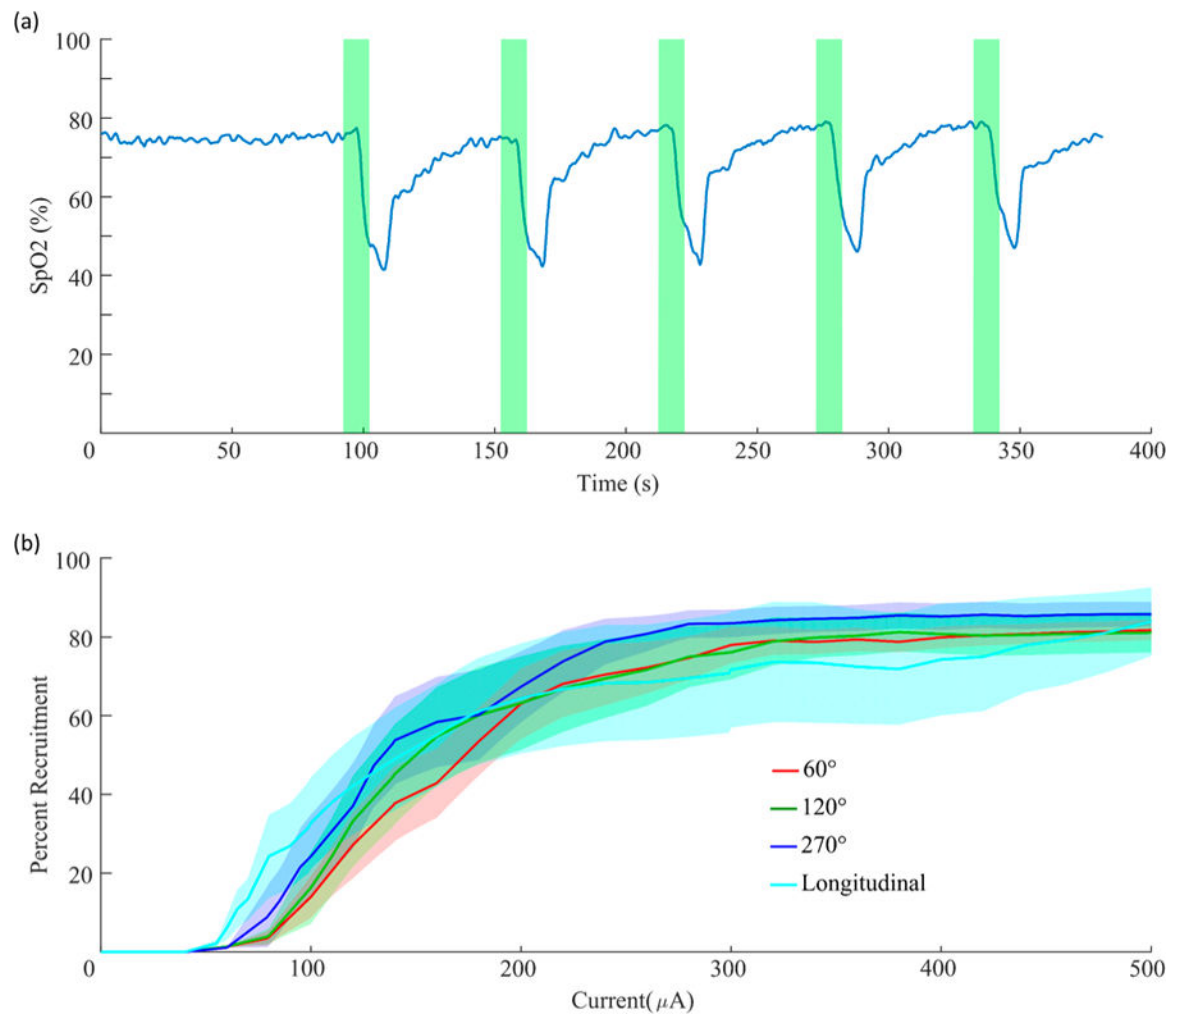 (a)
100
80
60
40
20
SpO2 (%)
0 50 100 150 200 250 300 350 400
Time (s)
(b)
100
80
60
40
20
Percent Recruitment
60°
120°
270°
Longitudinal
0 100 200 300 400 500
Current(μA)